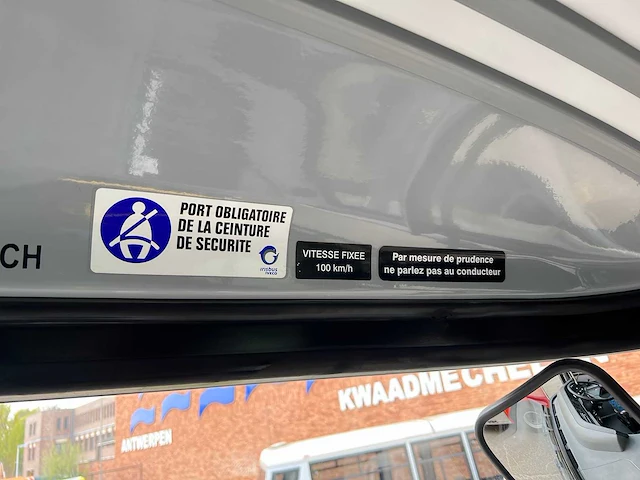 CH
PORT OBLIGATOIRE
DE LA CEINTURE
DE SECURITE
irisbus
iveco
VITESSE FIXEE
100 km/h
Par mesure de prudence
ne parlez pas au conducteur
KWAADMECHELEN
ANTWERPEN